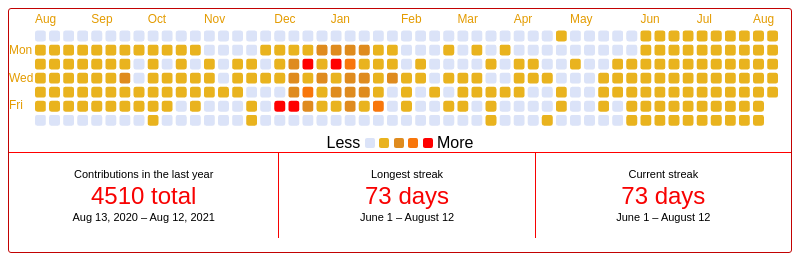 Aug Sep Oct Nov Dec Jan Feb Mar Apr May Jun Jul Aug
Mon
Wed
Fri
Less More
Contributions in the last year
4510 total
Aug 13, 2020 – Aug 12, 2021
Longest streak
73 days
June 1 – August 12
Current streak
73 days
June 1 – August 12